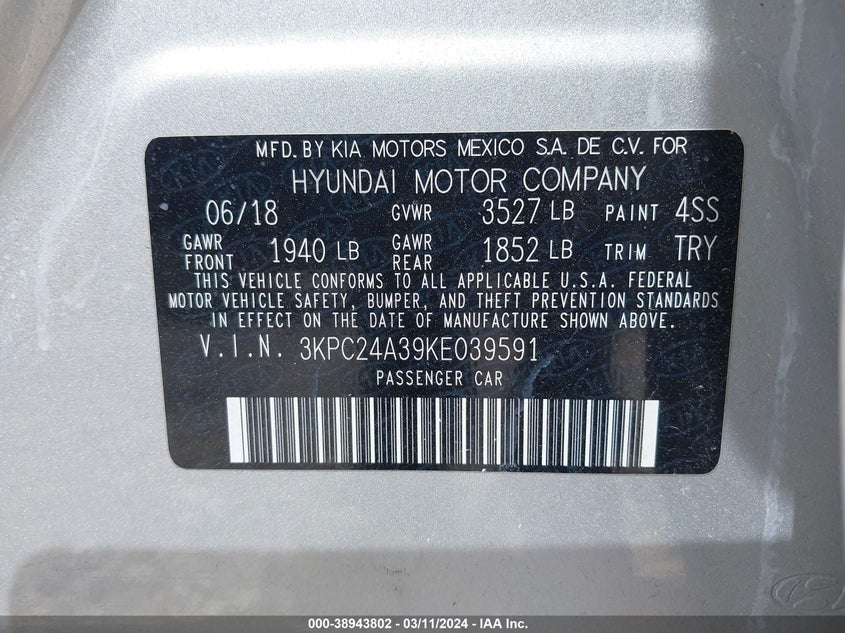 MFD. BY KIA MOTORS MEXICO S.A. DE C.V. FOR
HYUNDAI MOTOR COMPANY
06/18 GVWR 3527 LB PAINT 4SS
GAWR FRONT 1940 LB GAWR REAR 1852 LB TRIM TRY
THIS VEHICLE CONFORMS TO ALL APPLICABLE U.S.A. FEDERAL
MOTOR VEHICLE SAFETY, BUMPER, AND THEFT PREVENTION STANDARDS
IN EFFECT ON THE DATE OF MANUFACTURE SHOWN ABOVE.
V.I.N. 3KPC24A39KE039591
PASSENGER CAR
000-38943802 - 03/11/2024 - IAA Inc.